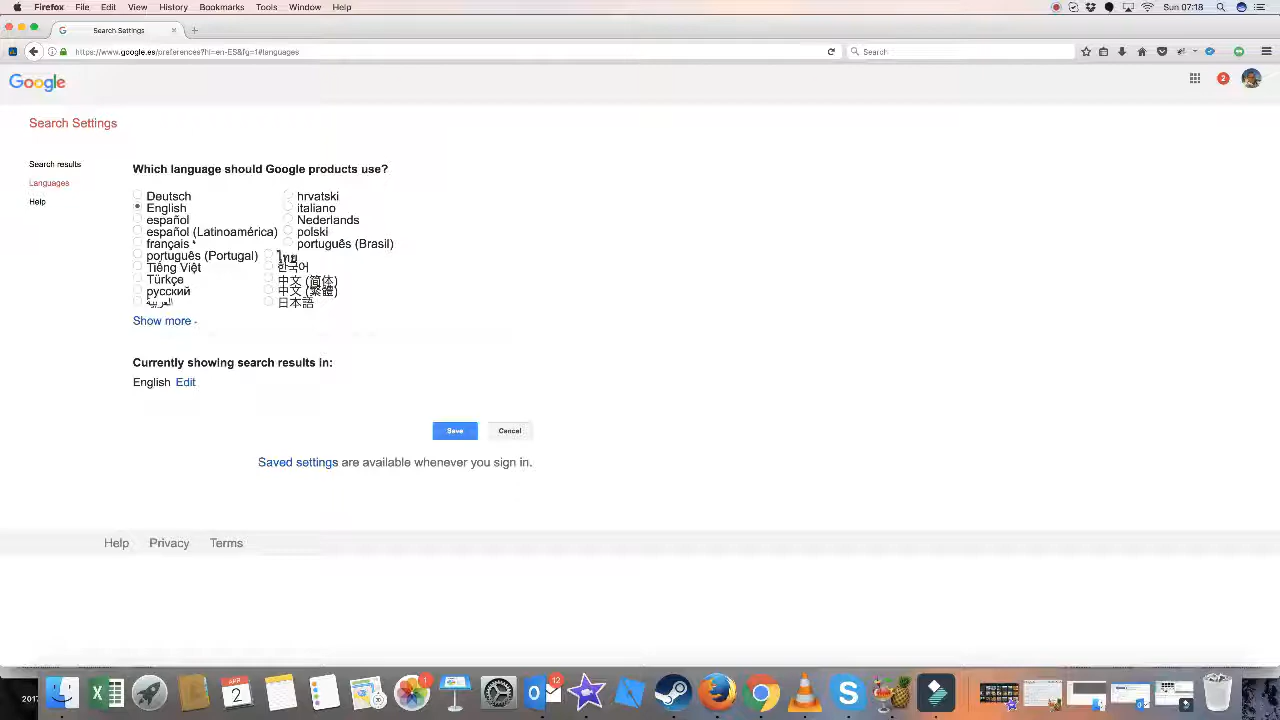 Firefox File Edit View History Bookmarks Tools Window Help Sun 07:18
Search Settings
https://www.google.es/preferences?hl=en-ES&fg=1#languages Search
Google 2
Search Settings
Search results
Languages
Help
Which language should Google products use?
Deutsch hrvatski
English italiano
español Nederlands
español (Latinoamérica) polski
français português (Brasil)
português (Portugal) ไทย
Tiếng Việt 한국어
Türkçe 中文 (简体)
русский 中文 (繁體)
العربية 日本語
Show more
Currently showing search results in:
English Edit
Save Cancel
Saved settings are available whenever you sign in.
Help Privacy Terms
APR
2
1
12